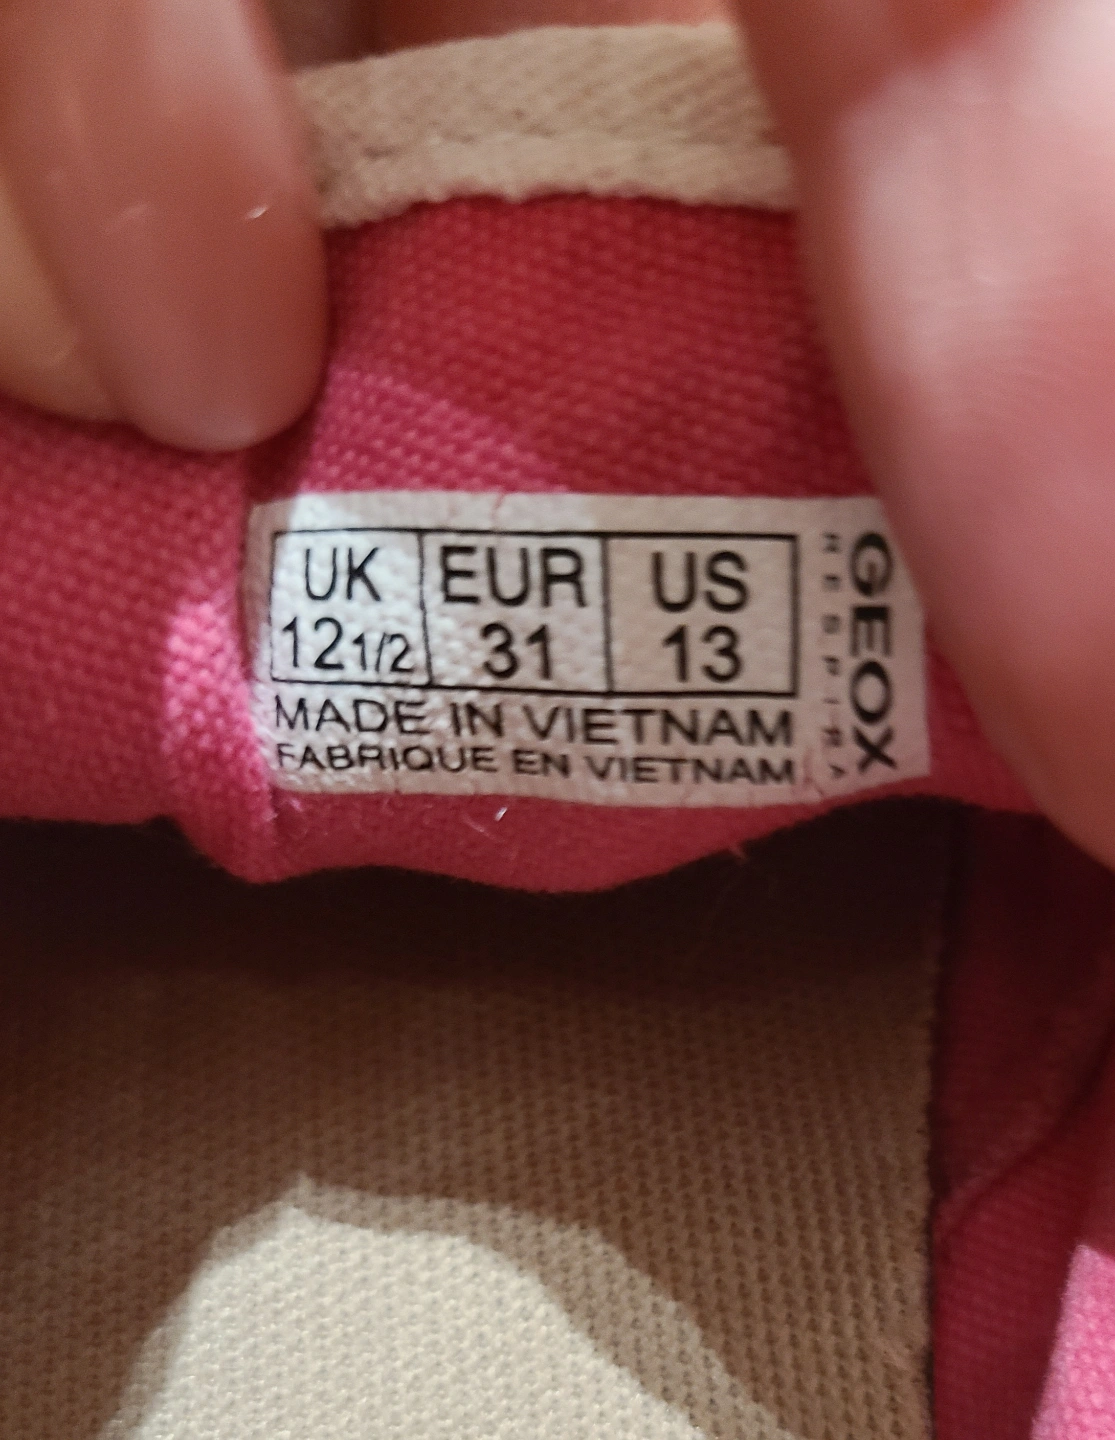 UK EUR US
12 1/2 31 13
MADE IN VIETNAM
FABRIQUE EN VIETNAM
GEOX
RESPIRA